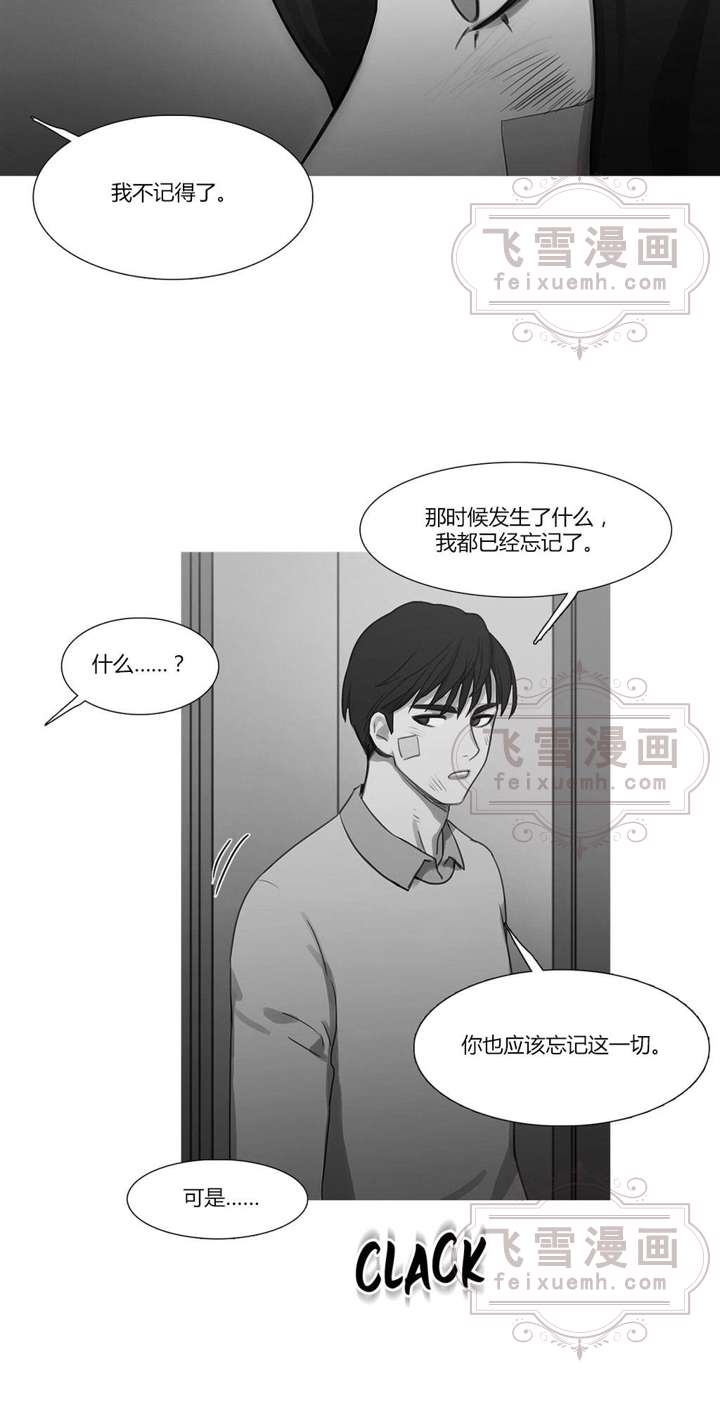 我不记得了。
飞雪漫画
feixuemh.com
那时候发生了什么，
我都已经忘记了。
什么……？
飞雪漫画
feixuemh.com
你也应该忘记这一切。
可是……
CLACK
飞雪漫画
feixuemh.com